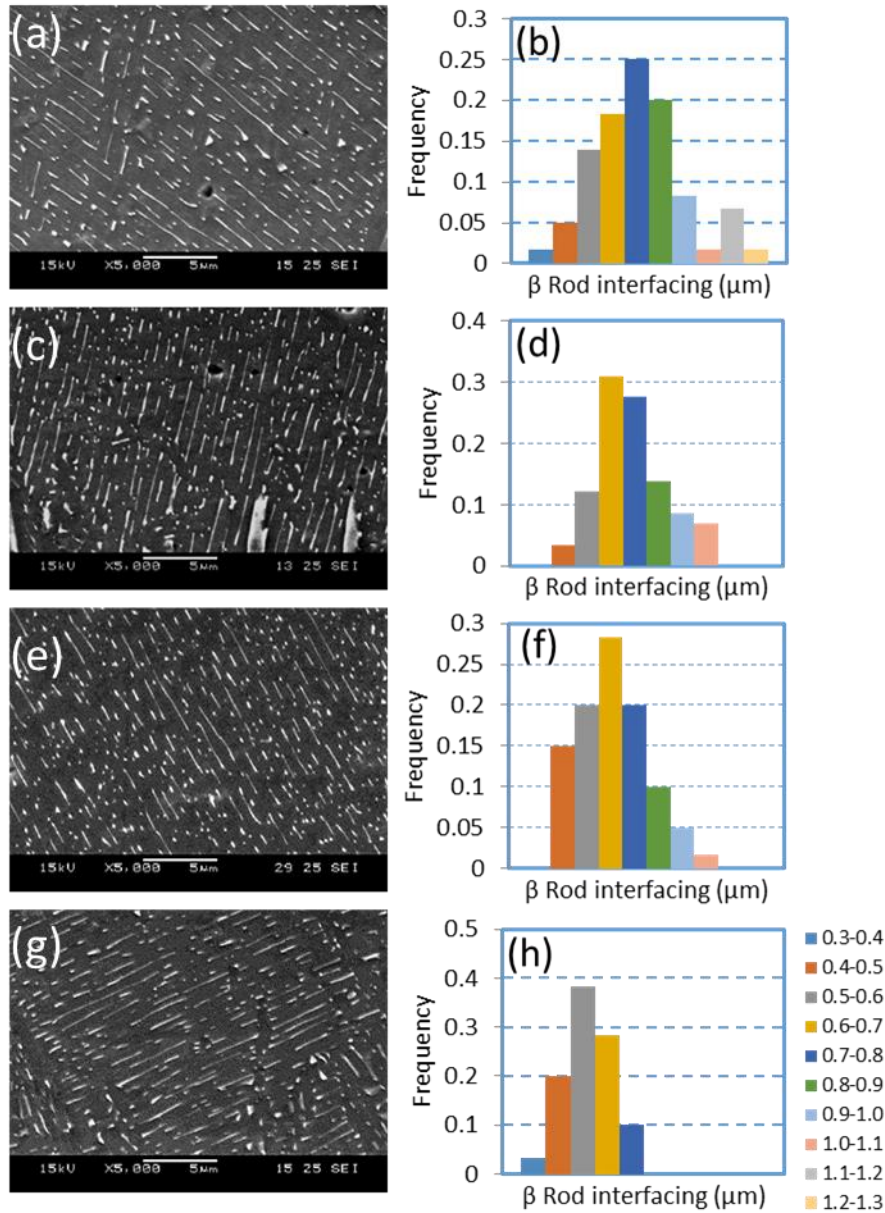 (a)
15kV X5,000 5µm 15 25 SEI
(b)
Frequency
0.3
0.25
0.2
0.15
0.1
0.05
0
β Rod interfacing (µm)
(c)
15kV X5,000 5µm 13 25 SEI
(d)
Frequency
0.4
0.3
0.2
0.1
0
β Rod interfacing (µm)
(e)
15kV X5,000 5µm 29 25 SEI
(f)
Frequency
0.3
0.25
0.2
0.15
0.1
0.05
0
β Rod interfacing (µm)
(g)
15kV X5,000 5µm 15 25 SEI
(h)
Frequency
0.5
0.4
0.3
0.2
0.1
0
β Rod interfacing (µm)
0.3-0.4
0.4-0.5
0.5-0.6
0.6-0.7
0.7-0.8
0.8-0.9
0.9-1.0
1.0-1.1
1.1-1.2
1.2-1.3